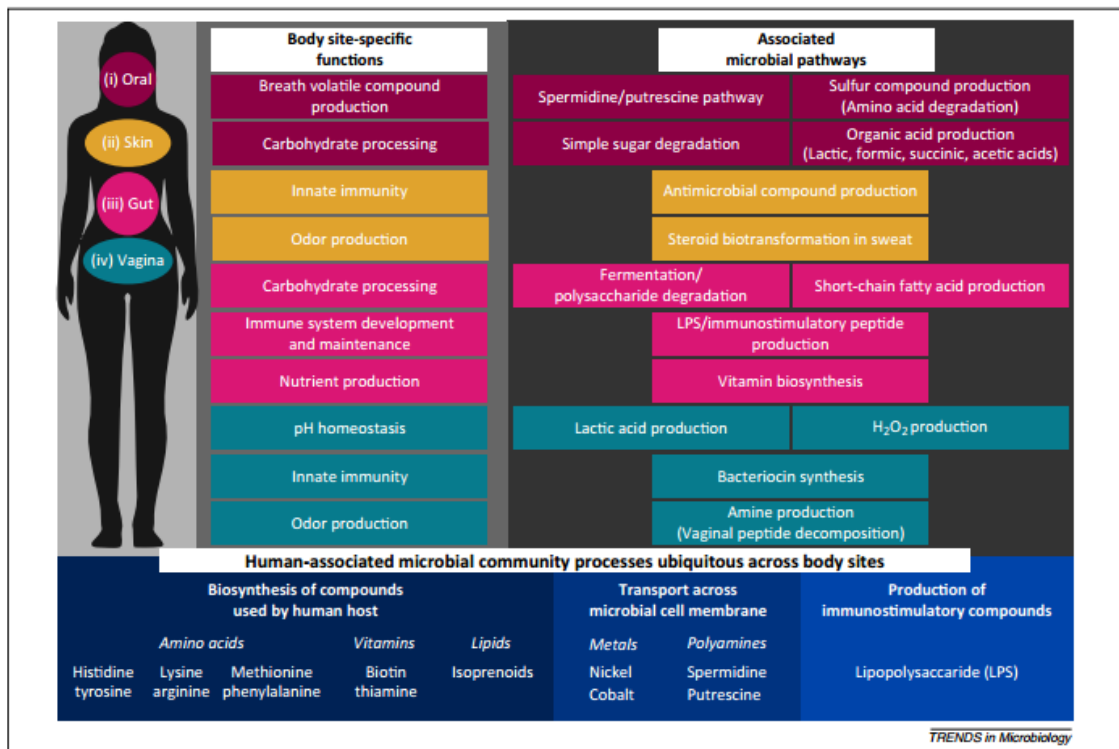 Body site-specific
functions
Associated
microbial pathways
(i) Oral
Breath volatile compound
production
Spermidine/putrescine pathway
Sulfur compound production
(Amino acid degradation)
Carbohydrate processing
Simple sugar degradation
Organic acid production
(Lactic, formic, succinic, acetic acids)
(ii) Skin
Innate immunity
Antimicrobial compound production
Odor production
Steroid biotransformation in sweat
(iii) Gut
Carbohydrate processing
Fermentation/
polysaccharide degradation
Short-chain fatty acid production
Immune system development
and maintenance
LPS/immunostimulatory peptide
production
Nutrient production
Vitamin biosynthesis
(iv) Vagina
pH homeostasis
Lactic acid production
H₂O₂ production
Innate immunity
Bacteriocin synthesis
Odor production
Amine production
(Vaginal peptide decomposition)
Human-associated microbial community processes ubiquitous across body sites
Biosynthesis of compounds
used by human host
Amino acids
Vitamins
Lipids
Histidine
tyrosine
Lysine
arginine
Methionine
phenylalanine
Biotin
thiamine
Isoprenoids
Transport across
microbial cell membrane
Metals
Polyamines
Nickel
Cobalt
Spermidine
Putrescine
Production of
immunostimulatory compounds
Lipopolysaccaride (LPS)
TRENDS in Microbiology